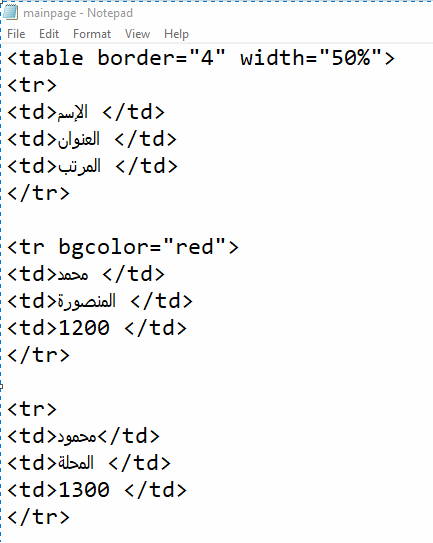 mainpage - Notepad
File Edit Format View Help
<table border="4" width="50%">
<tr>
<td>الإسم </td>
<td>العنوان </td>
<td>المرتب </td>
</tr>
<tr bgcolor="red">
<td>محمد </td>
<td>المنصورة </td>
<td>1200 </td>
</tr>
<tr>
<td>محمود</td>
<td>المحلة </td>
<td>1300 </td>
</tr>